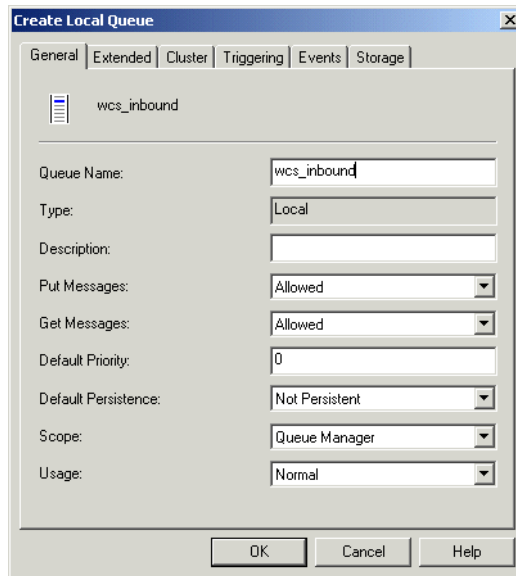 Create Local Queue
General Extended Cluster Triggering Events Storage
wcs_inbound
Queue Name: wcs_inbound
Type: Local
Description:
Put Messages: Allowed
Get Messages: Allowed
Default Priority: 0
Default Persistence: Not Persistent
Scope: Queue Manager
Usage: Normal
OK Cancel Help